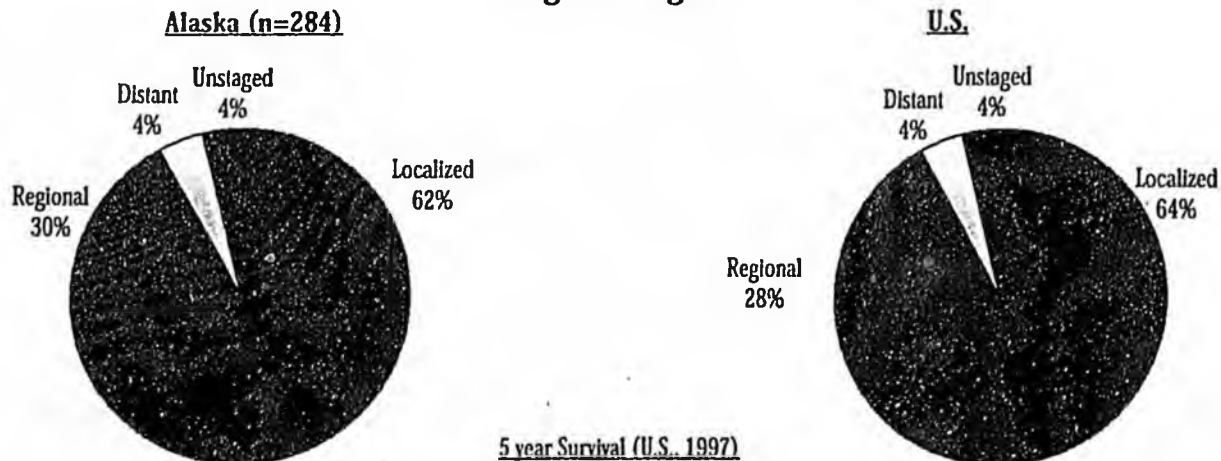 Alaska (n=284)
U.S.
Unstaged
4%
Distant
4%
Localized
62%
Regional
30%
Unstaged
4%
Distant
4%
Localized
64%
Regional
28%
5 year Survival (U.S., 1997)